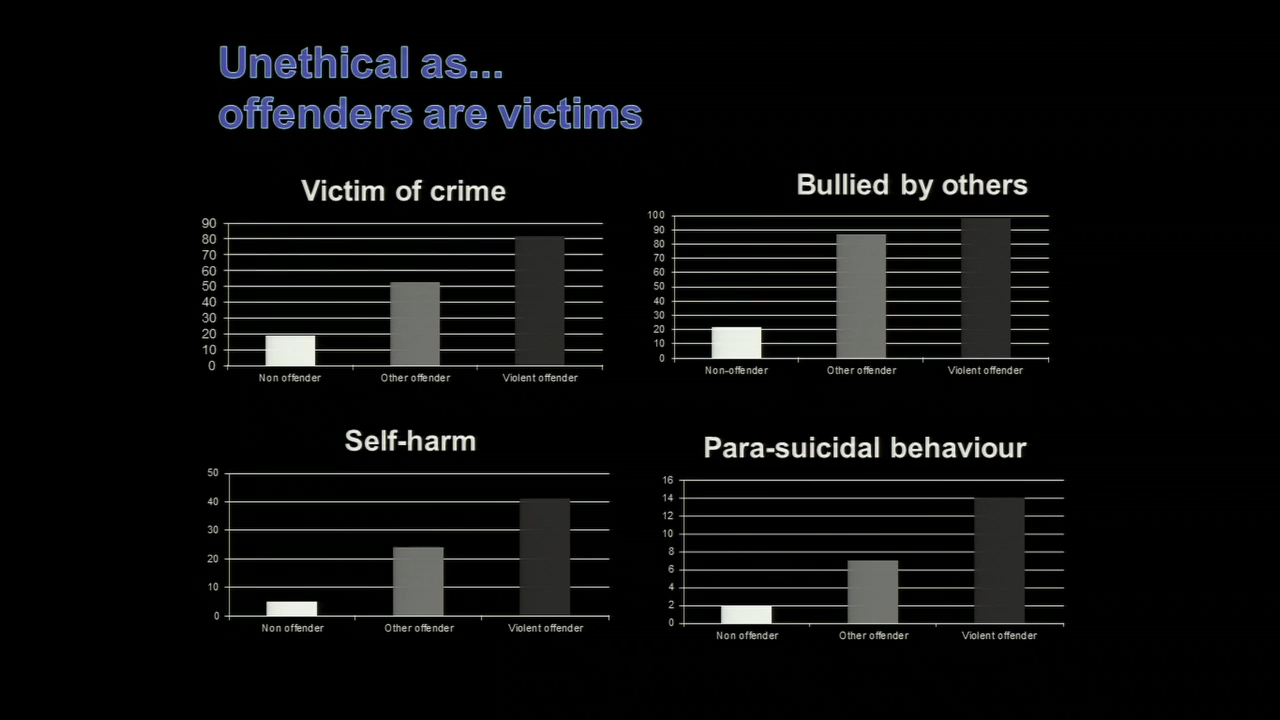 Unethical as...
offenders are victims
Victim of crime
90
80
70
60
50
40
30
20
10
0
Non offender
Other offender
Violent offender
Bullied by others
100
90
80
70
60
50
40
30
20
10
0
Non-offender
Other offender
Violent offender
Self-harm
50
40
30
20
10
0
Non offender
Other offender
Violent offender
Para-suicidal behaviour
16
14
12
10
8
6
4
2
0
Non offender
Other offender
Violent offender